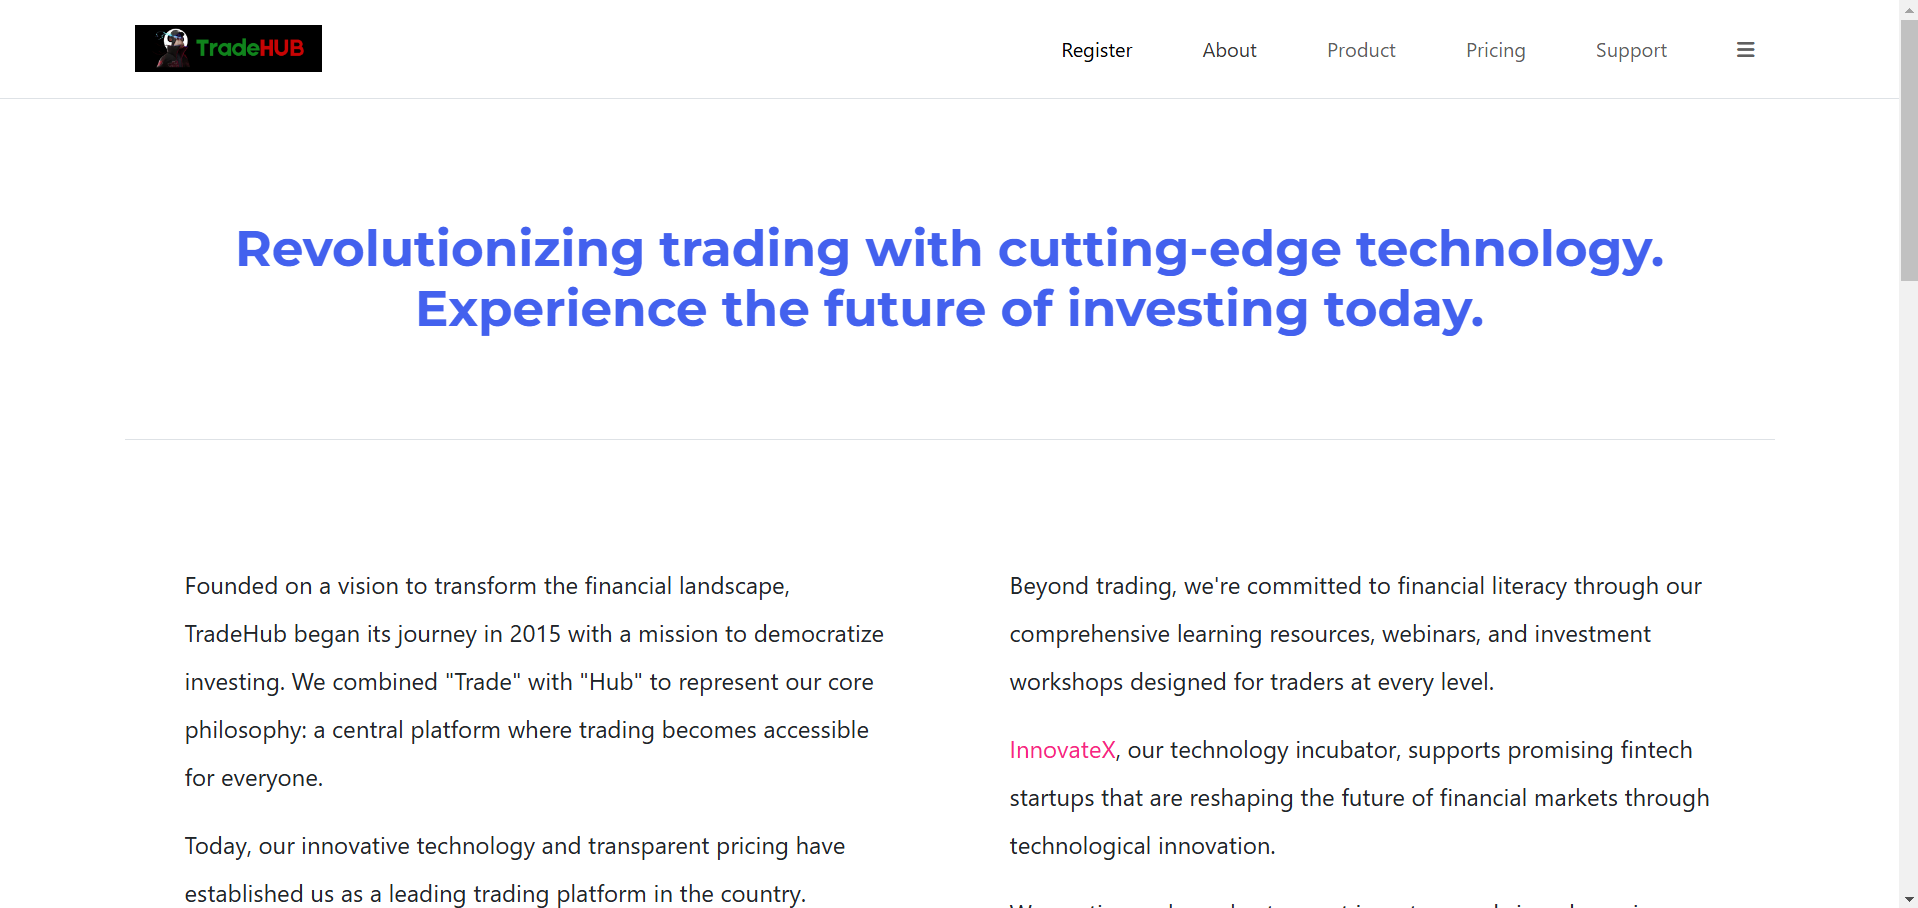 TradeHUB
Register About Product Pricing Support
Revolutionizing trading with cutting-edge technology.
Experience the future of investing today.
Founded on a vision to transform the financial landscape,
TradeHub began its journey in 2015 with a mission to democratize
investing. We combined "Trade" with "Hub" to represent our core
philosophy: a central platform where trading becomes accessible
for everyone.
Today, our innovative technology and transparent pricing have
established us as a leading trading platform in the country.
Beyond trading, we're committed to financial literacy through our
comprehensive learning resources, webinars, and investment
workshops designed for traders at every level.
InnovateX, our technology incubator, supports promising fintech
startups that are reshaping the future of financial markets through
technological innovation.